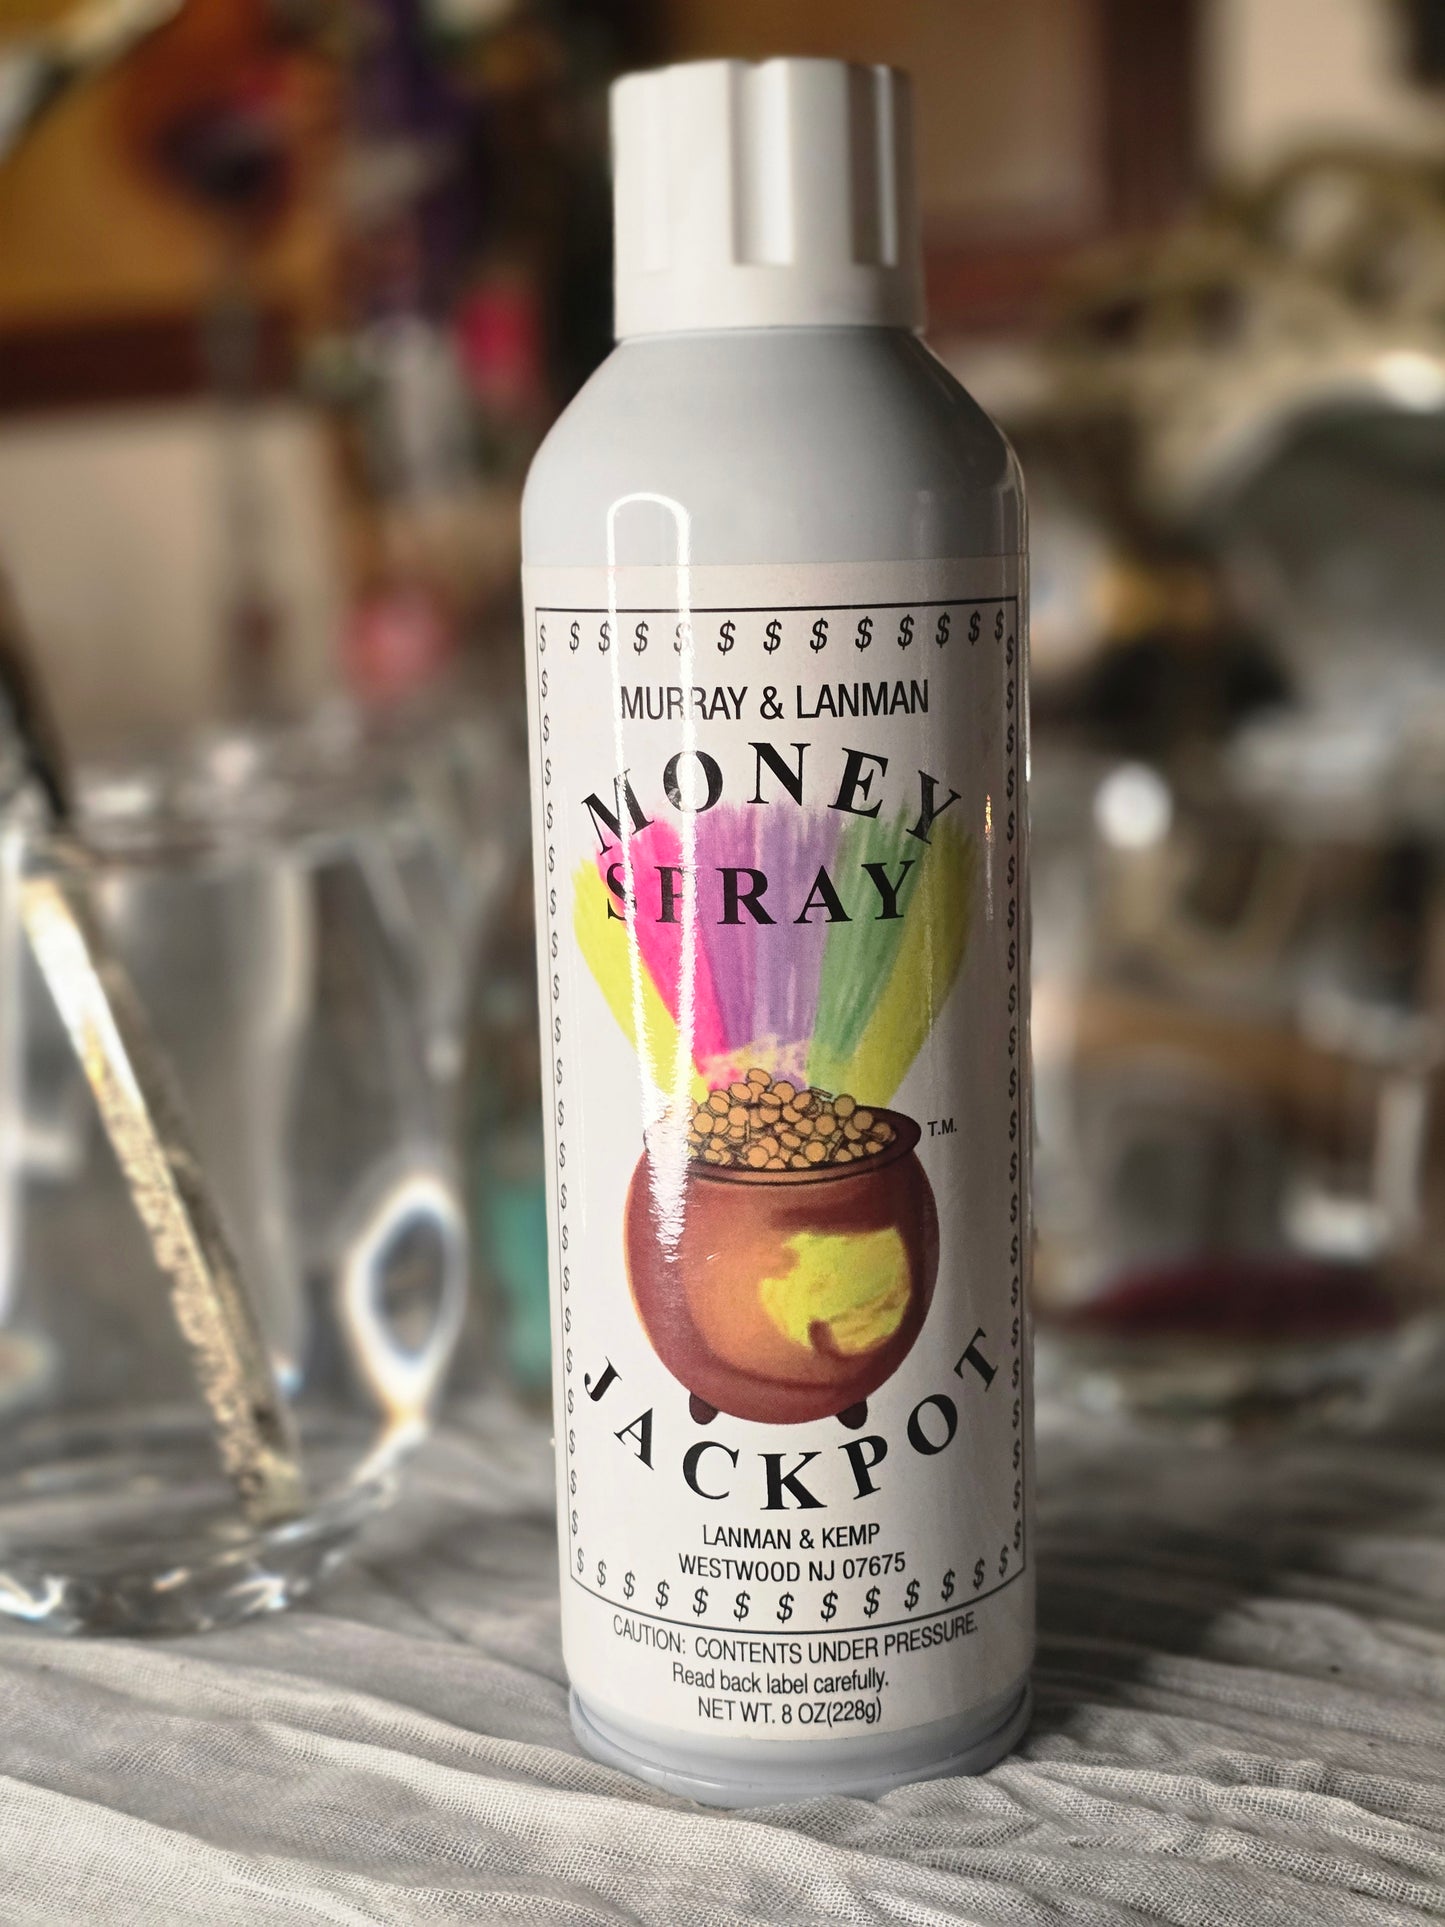 $ $ $ $ $ $ $ $ $ $ $ $ $
MURRAY & LANMAN
MONEY
SPRAY
T.M.
JACKPOT
LANMAN & KEMP
WESTWOOD NJ 07675
$ $ $ $ $ $ $ $ $ $ $ $
CAUTION: CONTENTS UNDER PRESSURE.
Read back label carefully.
NET WT. 8 OZ(228g)